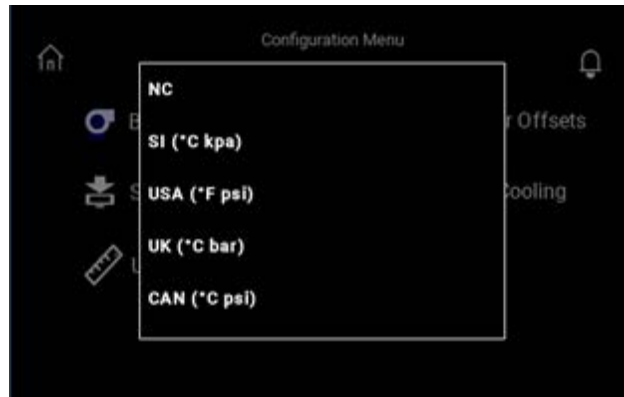 Configuration Menu
NC
SI (°C kpa)
r Offsets
USA (°F psi)
Cooling
UK (°C bar)
CAN (°C psi)